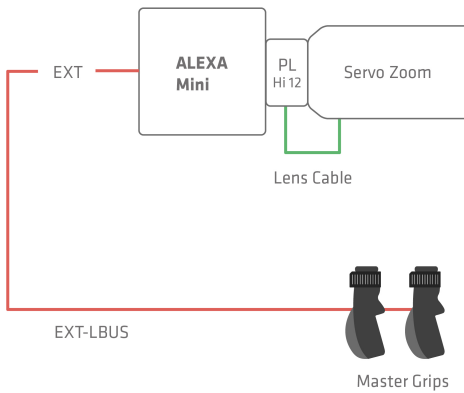 EXT
ALEXA
Mini
PL
Hi 12
Servo Zoom
Lens Cable
EXT-LBUS
Master Grips